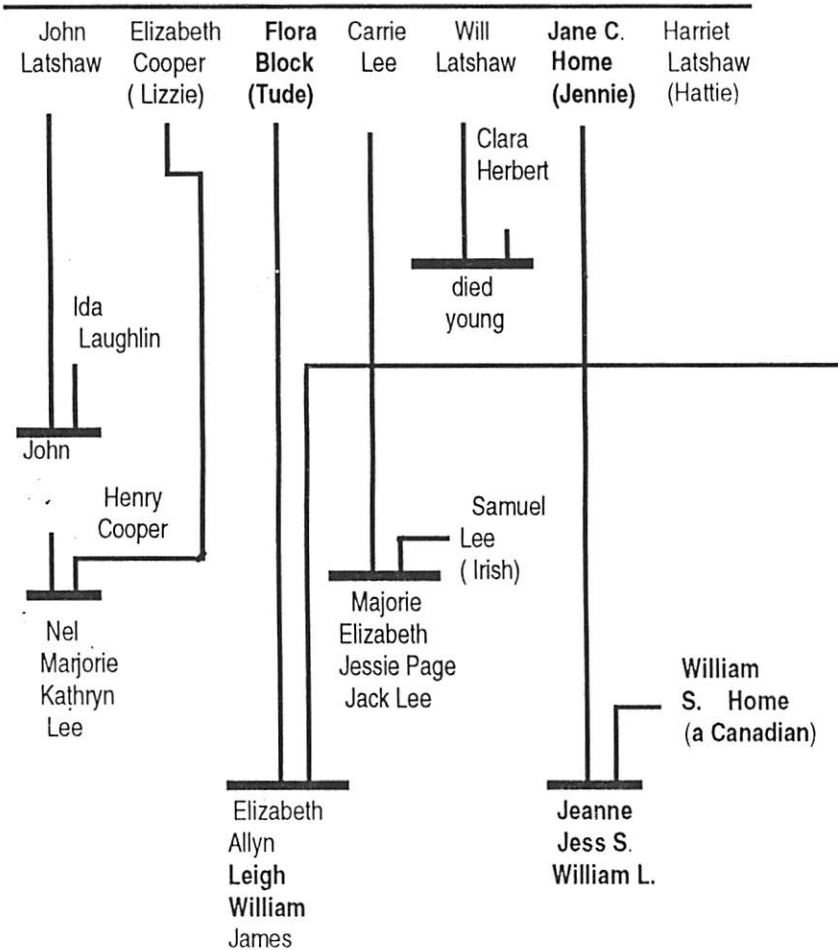 John
Latshaw
Elizabeth
Cooper
( Lizzie)
Flora
Block
(Tude)
Carrie
Lee
Will
Latshaw
Jane C.
Home
(Jennie)
Harriet
Latshaw
(Hattie)
Clara
Herbert
died
young
Ida
Laughlin
John
Henry
Cooper
Samuel
Lee
( Irish)
Nel
Marjorie
Kathryn
Lee
Majorie
Elizabeth
Jessie Page
Jack Lee
William
S. Home
(a Canadian)
Elizabeth
Allyn
Leigh
William
James
Jeanne
Jess S.
William L.